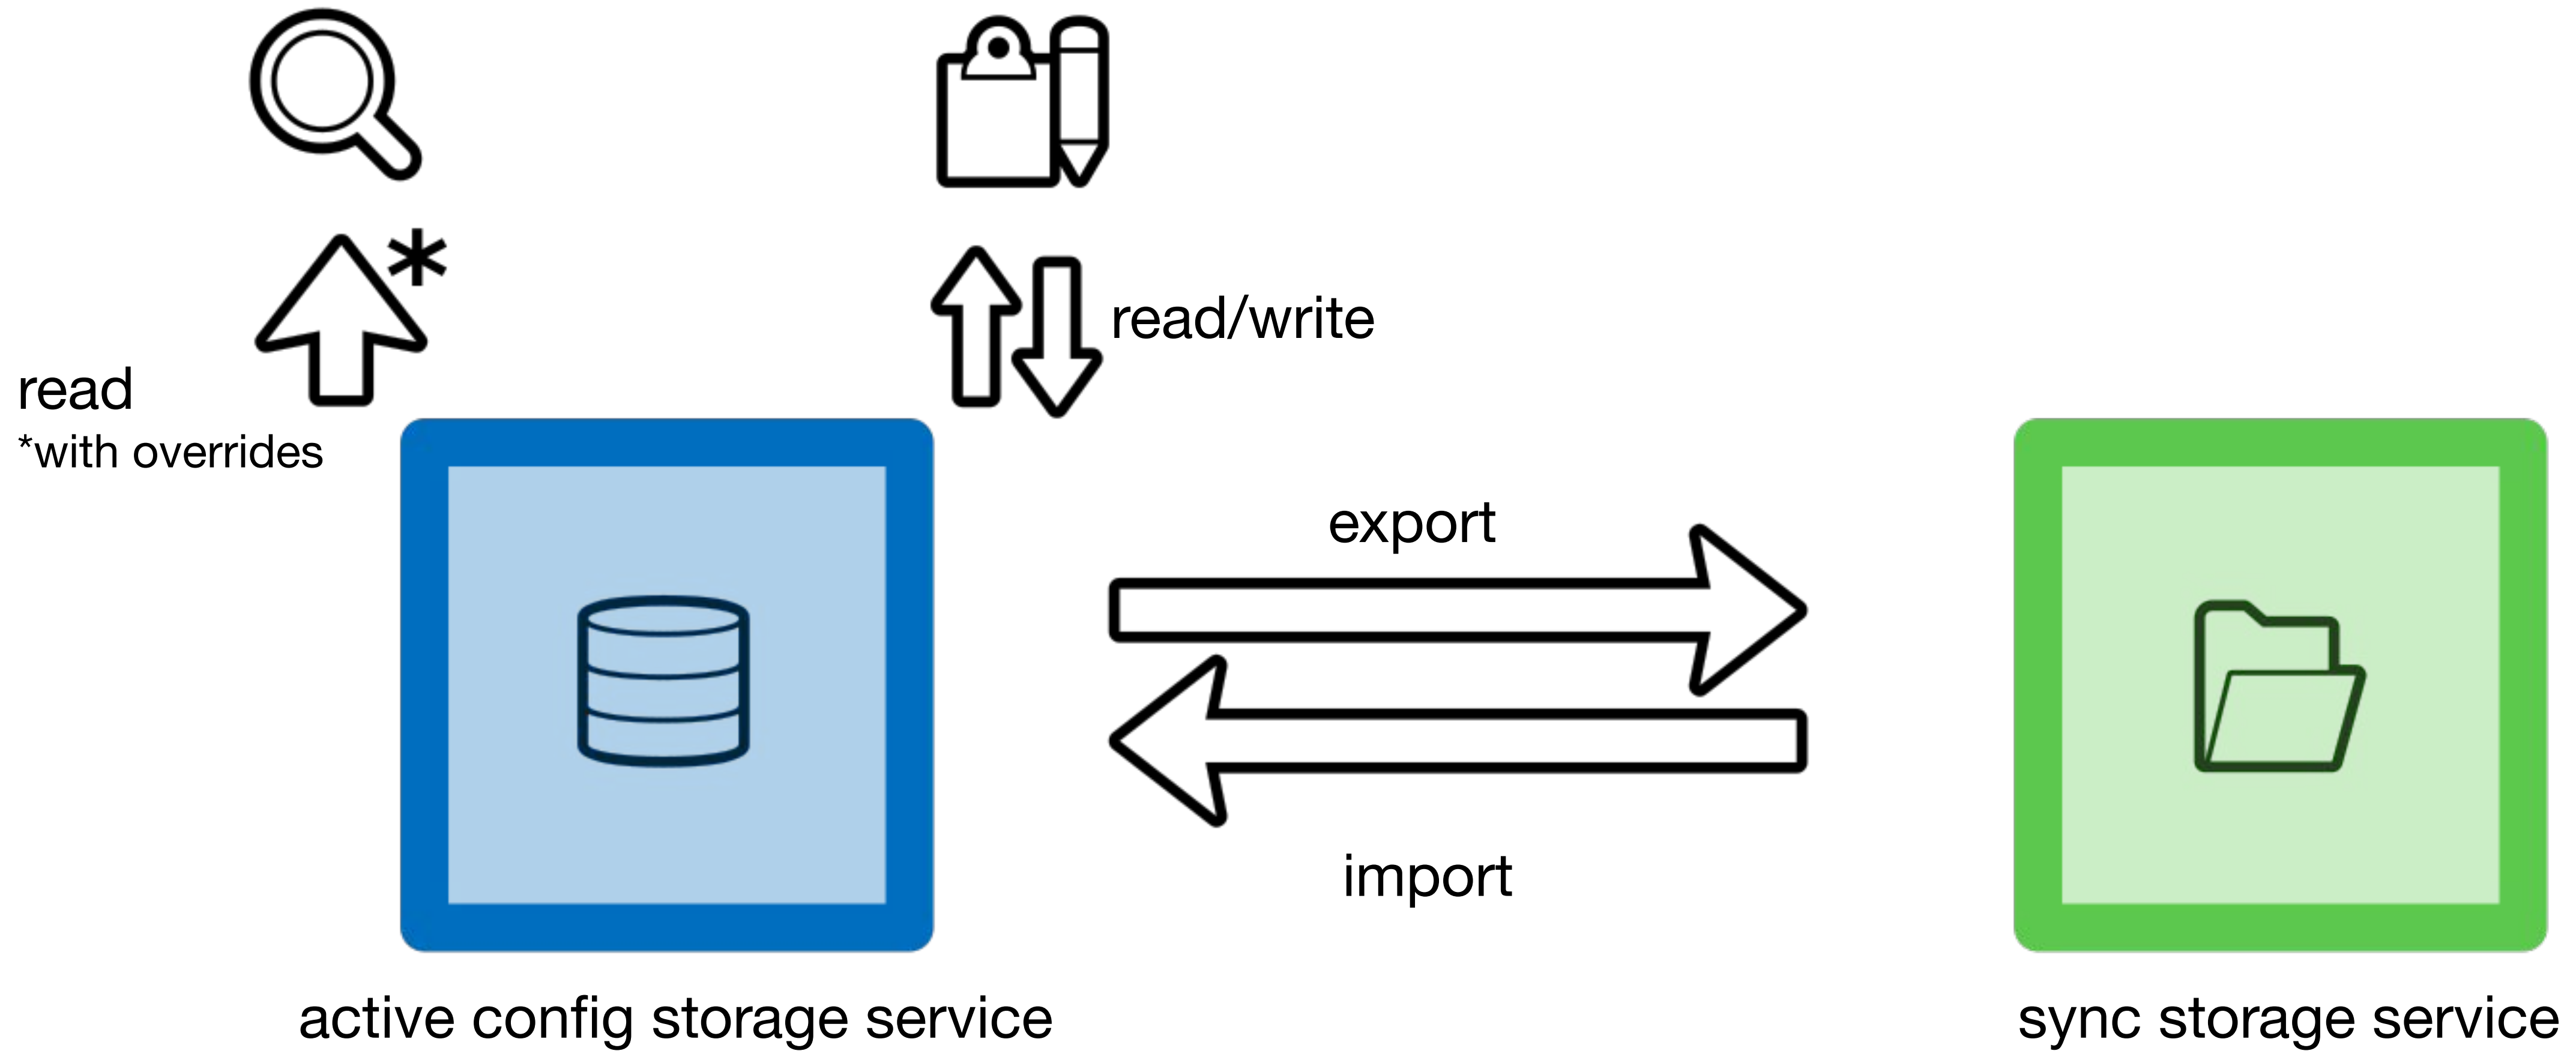 read/write
read
*with overrides
export
import
active config storage service
sync storage service